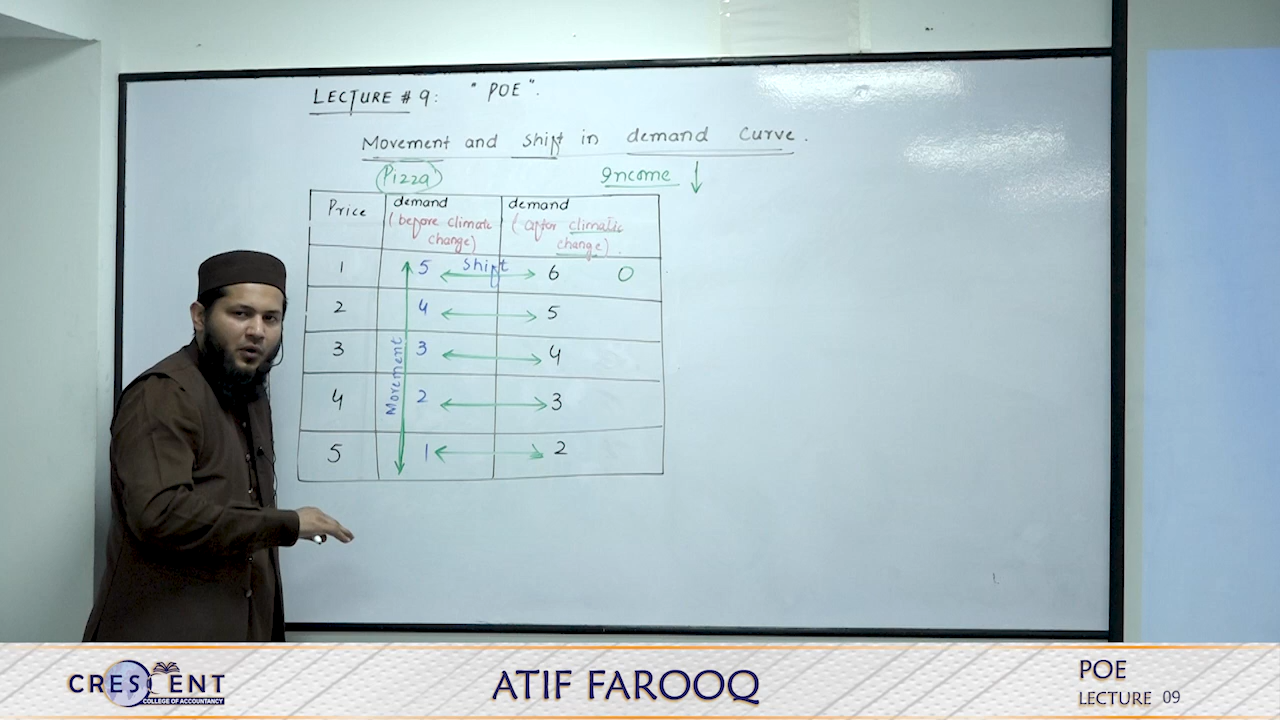 LECTURE # 9: " POE ".
Movement and shift in demand curve.
Pizza Income ↓
Price demand (before climatic change) demand (after climatic change).
1 5 Shift 6 0
2 4 5
3 3 4
Movement
4 2 3
5 1 2
CRESCENT
COLLEGE OF ACCOUNTANCY
ATIF FAROOQ
POE
LECTURE 09